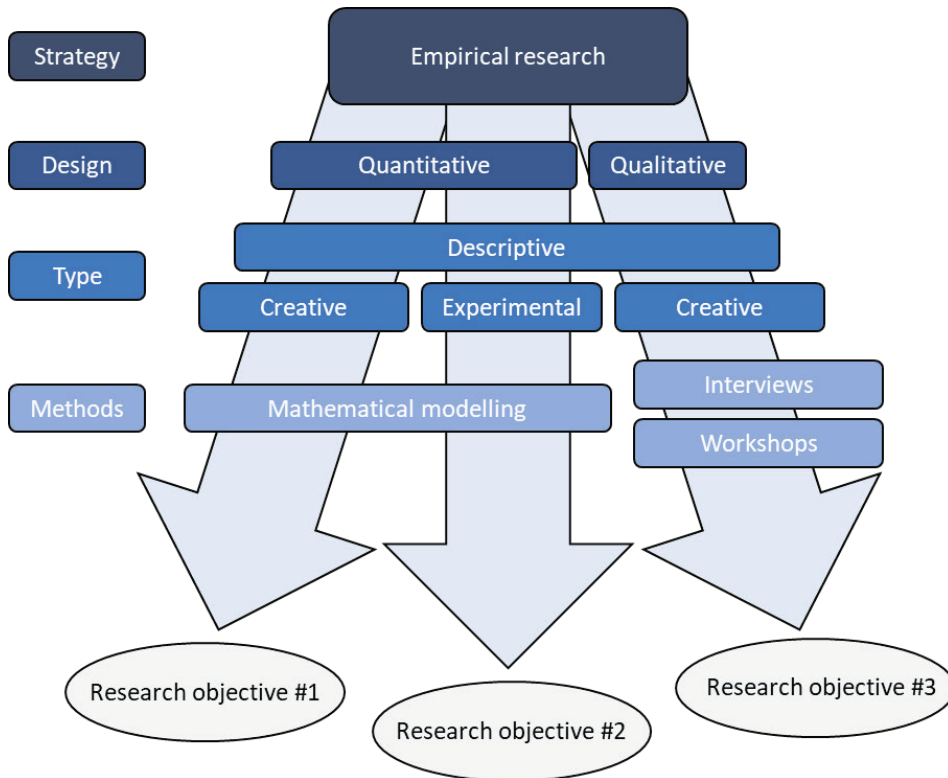 Strategy
Empirical research
Design
Quantitative
Qualitative
Type
Descriptive
Creative
Experimental
Creative
Methods
Mathematical modelling
Interviews
Workshops
Research objective #1
Research objective #2
Research objective #3